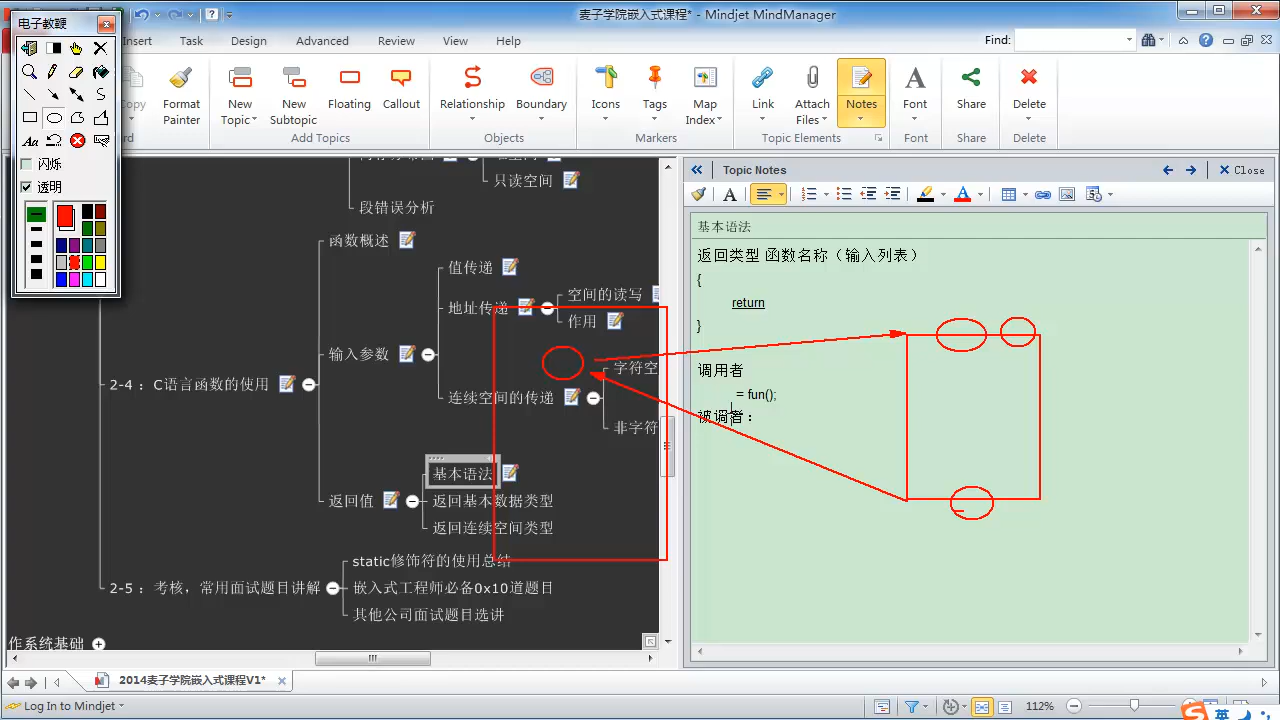 电子教鞭
麦子学院嵌入式课程* - Mindjet MindManager
Insert Task Design Advanced Review View Help
Find:
Copy
Format Painter
New Topic
New Subtopic
Floating
Callout
Relationship
Boundary
Icons
Tags
Map Index
Link
Attach Files
Notes
Font
Share
Delete
Add Topics
Objects
Markers
Topic Elements
Font
Share
Delete
Aa
闪烁
透明
只读空间
段错误分析
函数概述
值传递
地址传递
空间的读写
作用
输入参数
字符空
2-4 ：C语言函数的使用
连续空间的传递
非字符
基本语法
返回值
返回基本数据类型
返回连续空间类型
static修饰符的使用总结
2-5 ：考核，常用面试题目讲解
嵌入式工程师必备0x10道题目
其他公司面试题目选讲
作系统基础
Topic Notes
Close
基本语法
返回类型 函数名称（输入列表）
{
return
}
调用者
= fun();
被调者：
2014麦子学院嵌入式课程V1*
Log In to Mindjet
112%
英